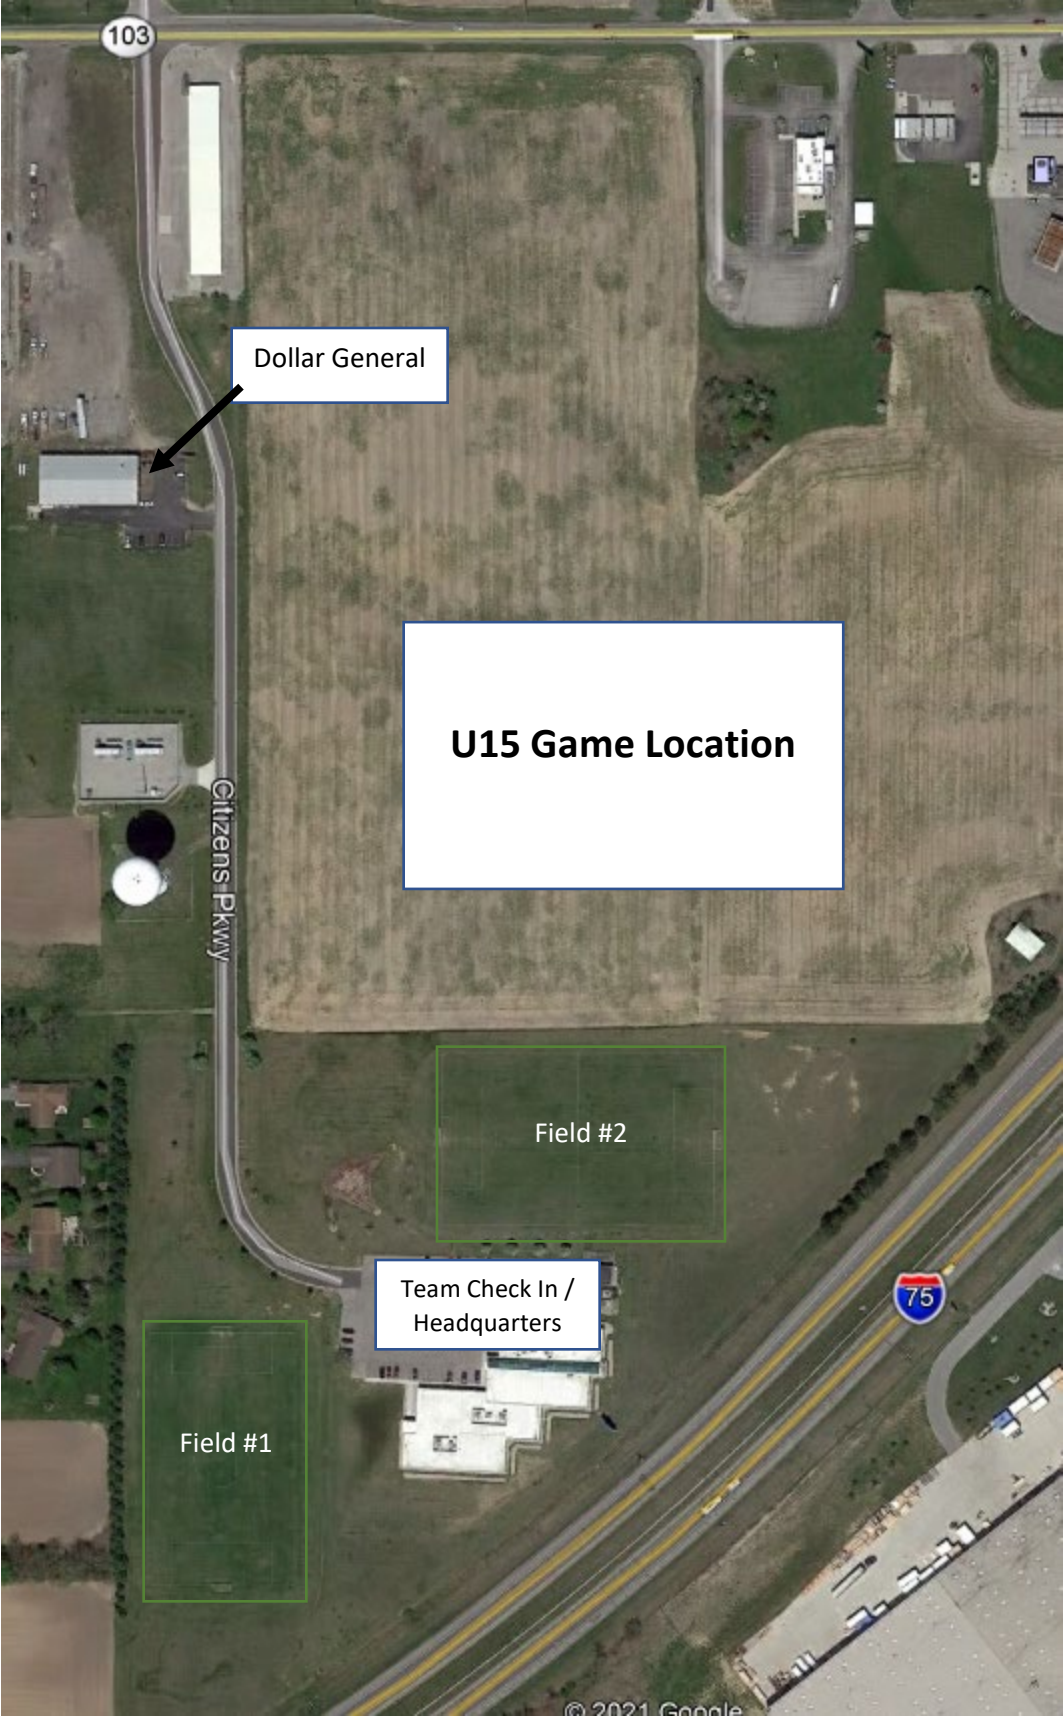 103
Dollar General
U15 Game Location
Citizens Pkwy
Field #2
Team Check In /
Headquarters
75
Field #1
© 2021 Google